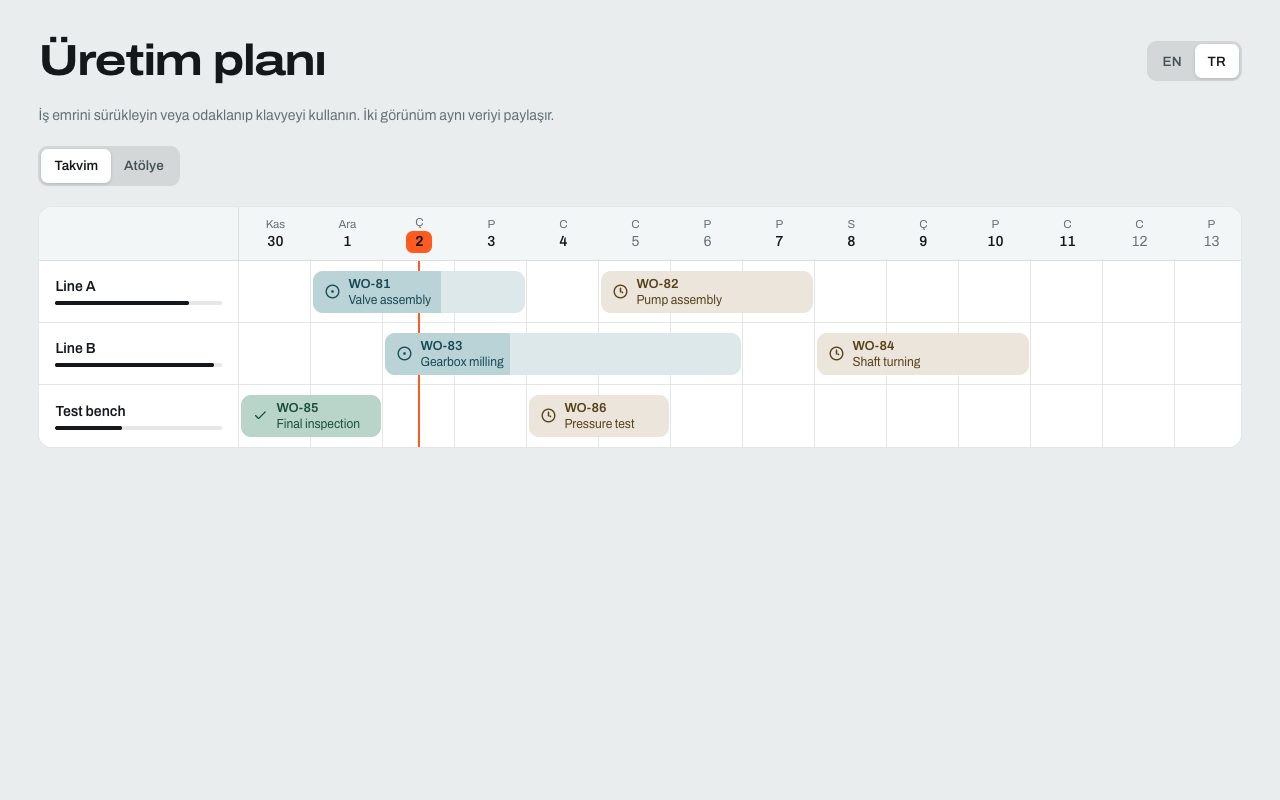 Üretim planı
EN TR
İş emrini sürükleyin veya odaklanıp klavyeyi kullanın. İki görünüm aynı veriyi paylaşır.
Takvim Atölye
Kas Ara Ç P C C P P S Ç P C C P
30 1 2 3 4 5 6 7 8 9 10 11 12 13
Line A
WO-81
Valve assembly
WO-82
Pump assembly
Line B
WO-83
Gearbox milling
WO-84
Shaft turning
Test bench
WO-85
Final inspection
WO-86
Pressure test